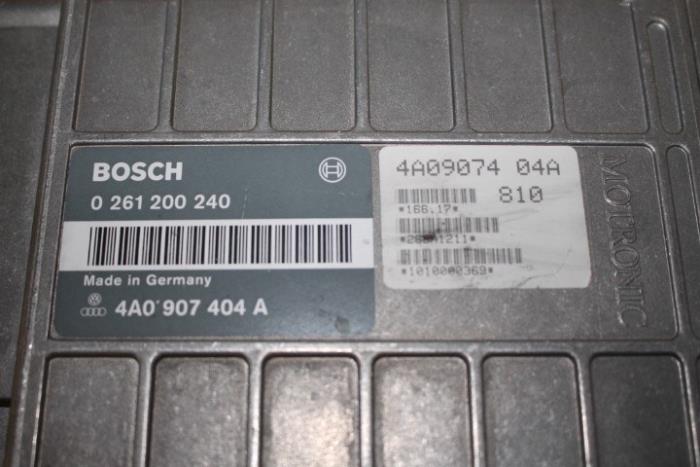 BOSCH
0 261 200 240
Made in Germany
4A0 907 404 A
4A09074 04A
810
*166.17*
*1010000369*
MOTRONIC